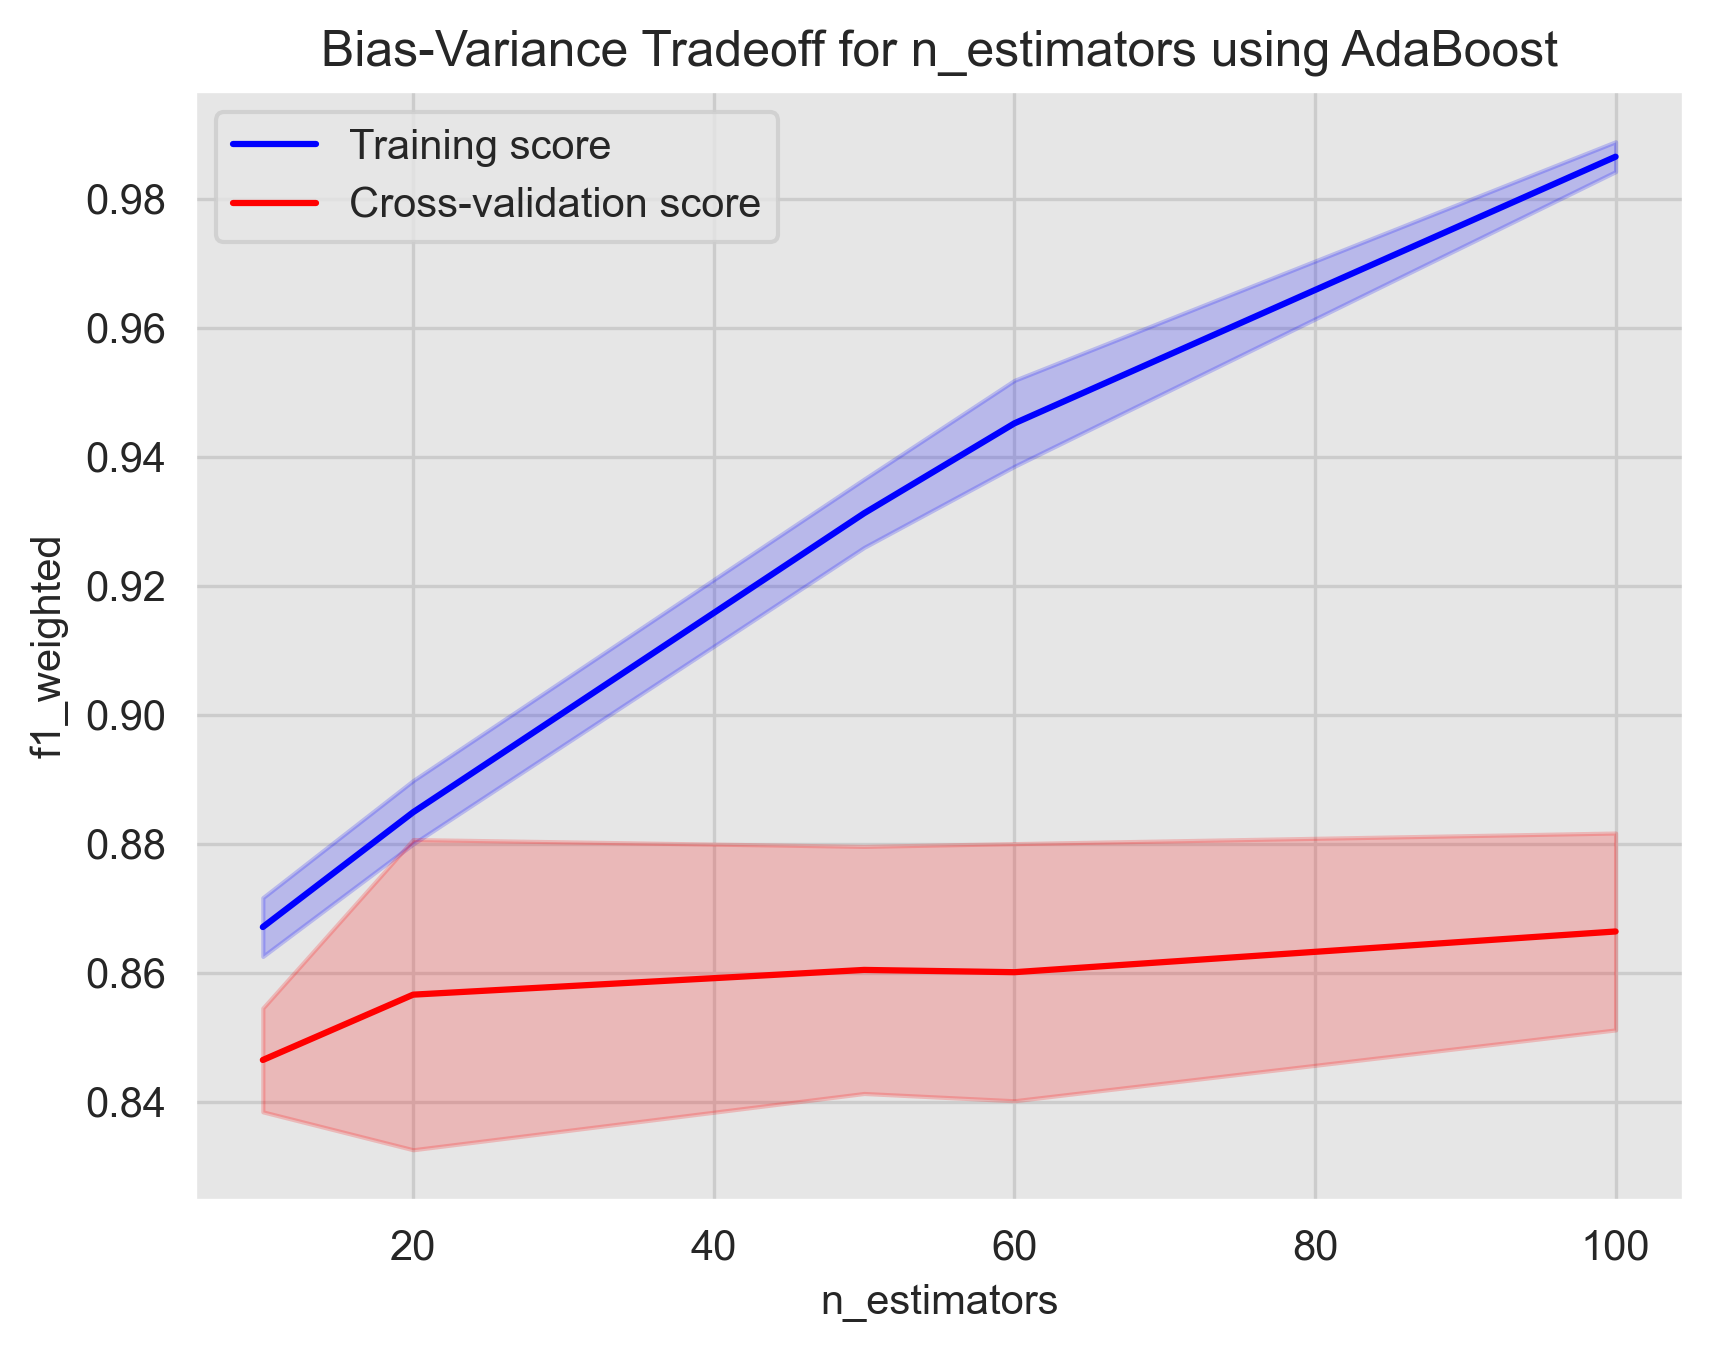 Bias-Variance Tradeoff for n_estimators using AdaBoost
Training score
Cross-validation score
0.98
0.96
0.94
0.92
0.90
0.88
0.86
0.84
f1_weighted
20
40
60
80
100
n_estimators